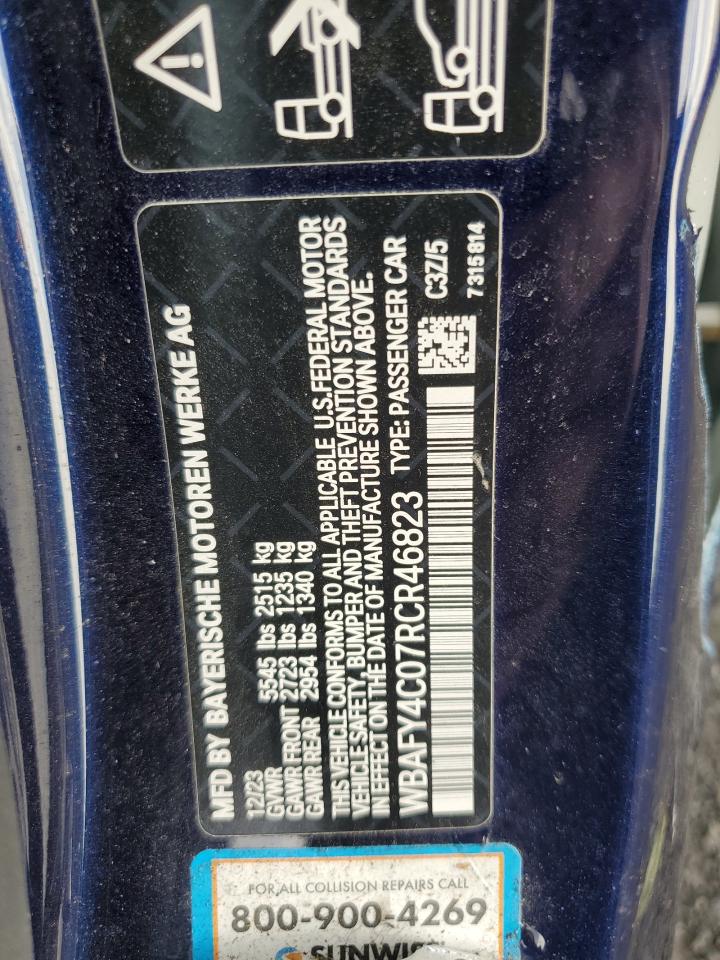 MFD BY BAYERISCHE MOTOREN WERKE AG
12/23
GVWR 5545 lbs 2515 kg
GAWR FRONT 2723 lbs 1235 kg
GAWR REAR 2954 lbs 1340 kg
THIS VEHICLE CONFORMS TO ALL APPLICABLE U.S. FEDERAL MOTOR
VEHICLE SAFETY, BUMPER AND THEFT PREVENTION STANDARDS
IN EFFECT ON THE DATE OF MANUFACTURE SHOWN ABOVE.
WBAFY4C07RCR46823 TYPE: PASSENGER CAR
C3Z/5
7 315 814
FOR ALL COLLISION REPAIRS CALL
800-900-4269